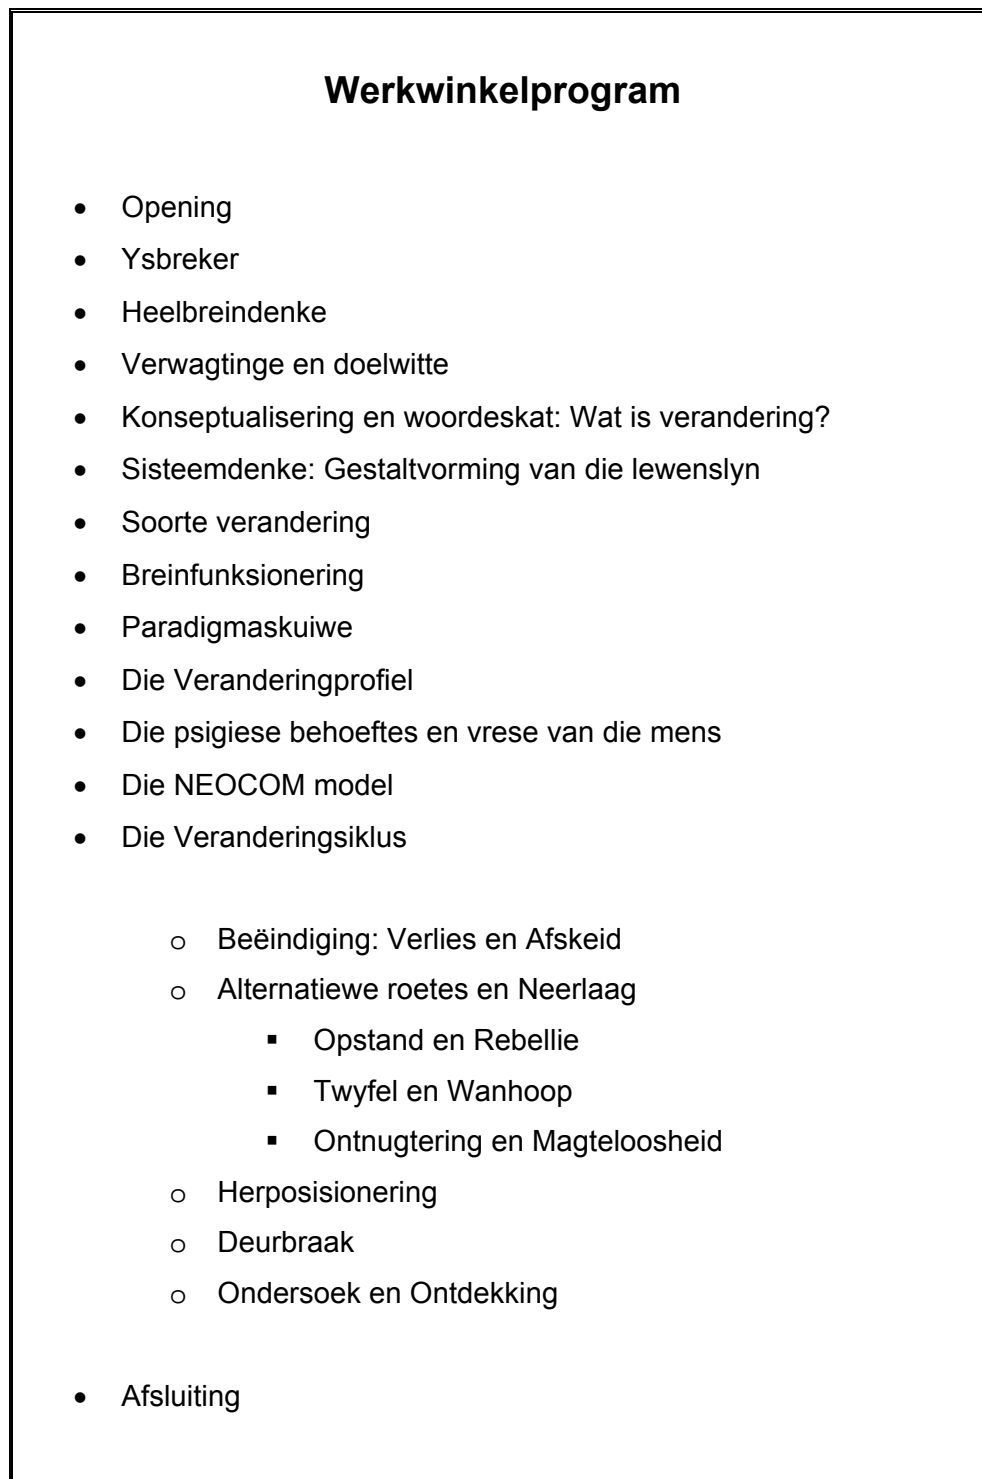 Werkwinkelprogram
• Opening
• Ysbreker
• Heelbreindenke
• Verwagtinge en doelwitte
• Konseptualisering en woordeskat: Wat is verandering?
• Sisteemdenke: Gestaltvorming van die lewenslyn
• Soorte verandering
• Breinfunksionering
• Paradigmaskuiwe
• Die Veranderingprofiel
• Die psigiese behoeftes en vrese van die mens
• Die NEOCOM model
• Die Veranderingsiklus
o Beëindiging: Verlies en Afskeid
o Alternatiewe roetes en Neerlaag
▪ Opstand en Rebellie
▪ Twyfel en Wanhoop
▪ Ontnugtering en Magteloosheid
o Herposisionering
o Deurbraak
o Ondersoek en Ontdekking
• Afsluiting